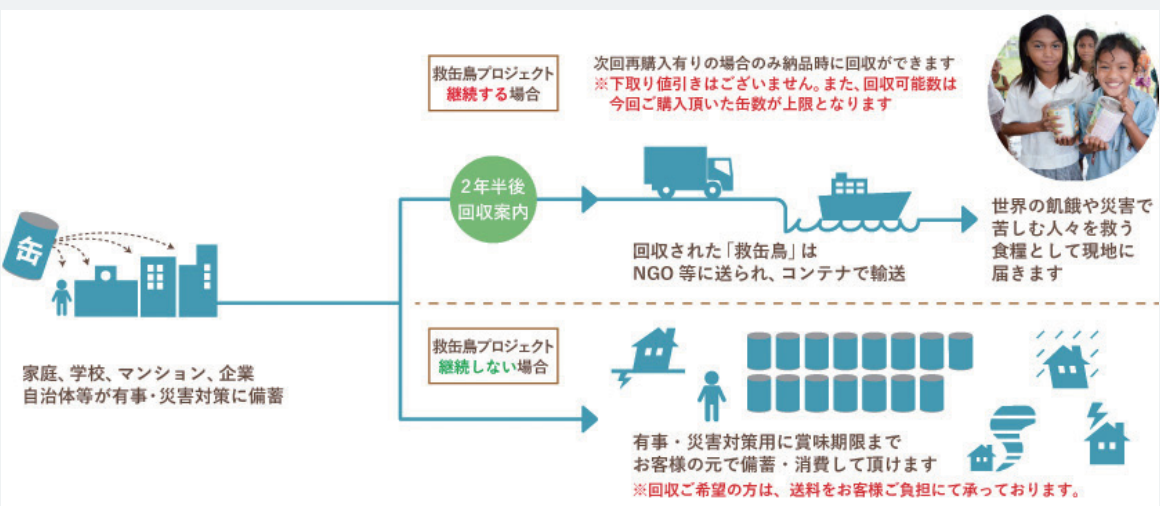 救缶鳥プロジェクト
継続する場合
次回再購入有りの場合のみ納品時に回収ができます
※下取り値引きはございません。また、回収可能数は
今回ご購入頂いた缶数が上限となります
缶
家庭、学校、マンション、企業
自治体等が有事・災害対策に備蓄
2年半後
回収案内
回収された「救缶鳥」は
NGO 等に送られ、コンテナで輸送
世界の飢餓や災害で
苦しむ人々を救う
食糧として現地に
届きます
救缶鳥プロジェクト
継続しない場合
有事・災害対策用に賞味期限まで
お客様の元で備蓄・消費して頂けます
※回収ご希望の方は、送料をお客様ご負担にて承っております。